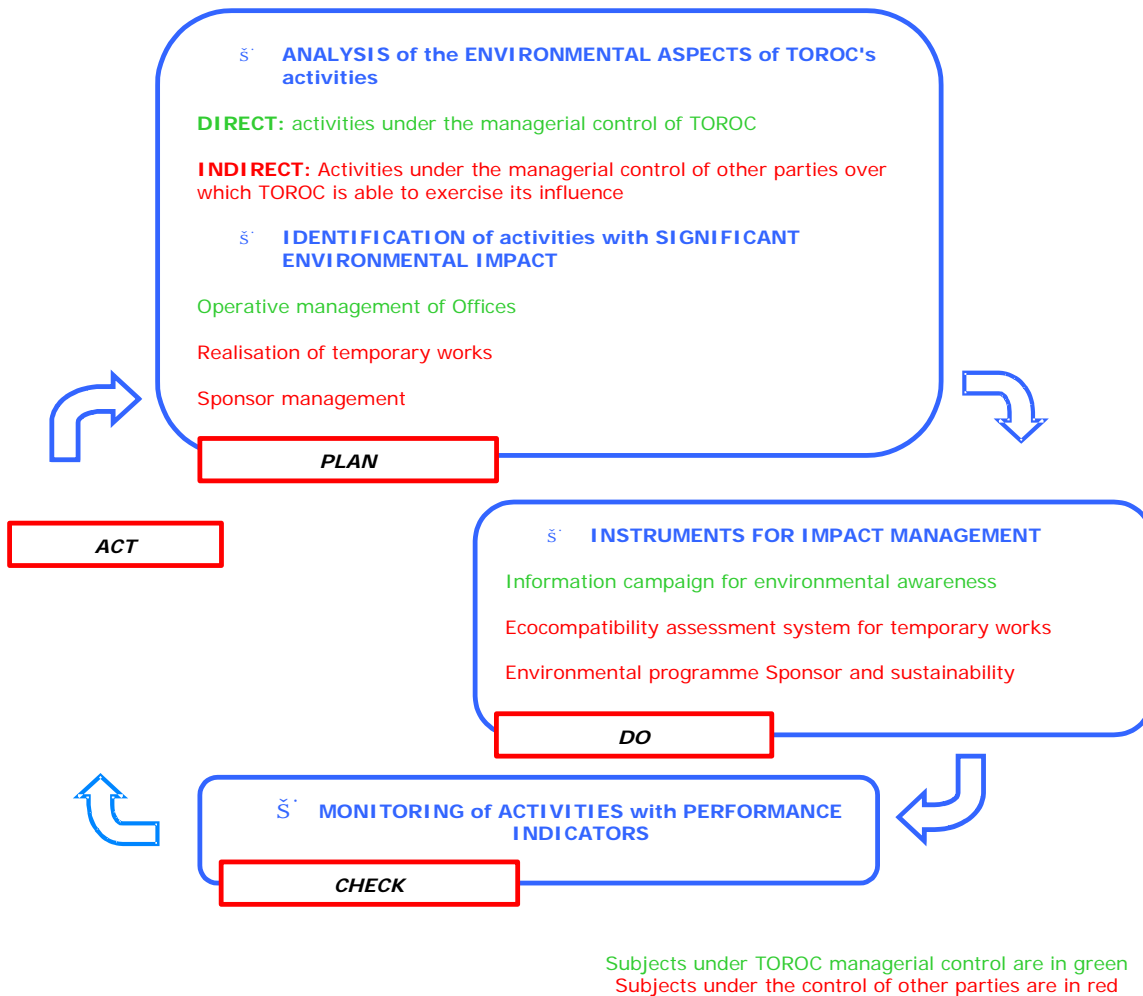 š˙ ANALYSIS of the ENVIRONMENTAL ASPECTS of TOROC's
activities
DIRECT: activities under the managerial control of TOROC
INDIRECT: Activities under the managerial control of other parties over
which TOROC is able to exercise its influence
š˙ IDENTIFICATION of activities with SIGNIFICANT
ENVIRONMENTAL IMPACT
Operative management of Offices
Realisation of temporary works
Sponsor management
PLAN
ACT
š˙ INSTRUMENTS FOR IMPACT MANAGEMENT
Information campaign for environmental awareness
Ecocompatibility assessment system for temporary works
Environmental programme Sponsor and sustainability
DO
Š˙ MONITORING of ACTIVITIES with PERFORMANCE
INDICATORS
CHECK
Subjects under TOROC managerial control are in green
Subjects under the control of other parties are in red